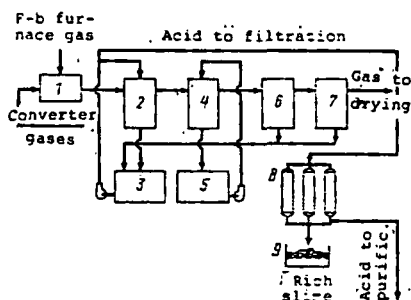 F-b fur-
nace gas
Acid to filtration
1
2
4
6
7
Gas to
drying
Converter
gases
3
5
8
9
Rich
slime
Acid to
purific.